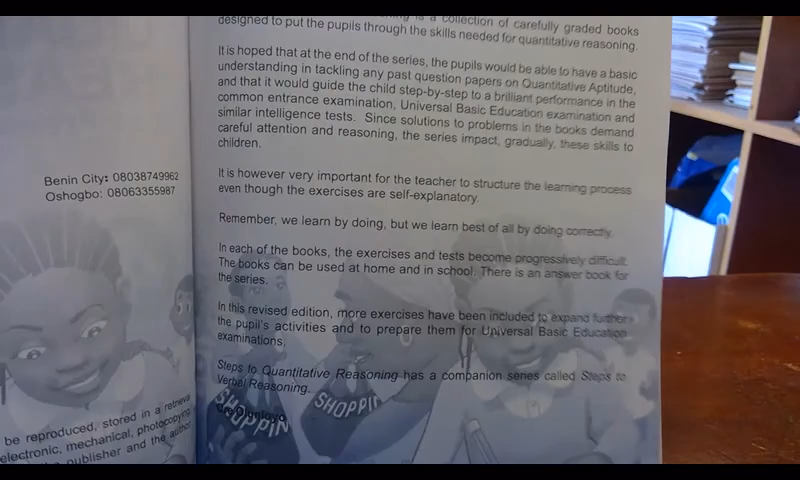 Benin City: 08038749962
Oshogbo: 08063355987
be reproduced, stored in a retrieva
electronic, mechanical, photocopying
publisher and the author
is a collection of carefully graded books
designed to put the pupils through the skills needed for quantitative reasoning.
It is hoped that at the end of the series, the pupils would be able to have a basic
understanding in tackling any past question papers on Quantitative Aptitude,
and that it would guide the child step-by-step to a brilliant performance in the
common entrance examination, Universal Basic Education examination and
similar intelligence tests. Since solutions to problems in the books demand
careful attention and reasoning, the series impact, gradually, these skills to
children.
It is however very important for the teacher to structure the learning process
even though the exercises are self-explanatory.
Remember, we learn by doing, but we learn best of all by doing correctly.
In each of the books, the exercises and tests become progressively difficult.
The books can be used at home and in school. There is an answer book for
the series.
In this revised edition, more exercises have been included to expand further
the pupil's activities and to prepare them for Universal Basic Education
examinations.
Steps to Quantitative Reasoning has a companion series called Steps to
Verbal Reasoning.
SHOPPIN
SHOPPIN